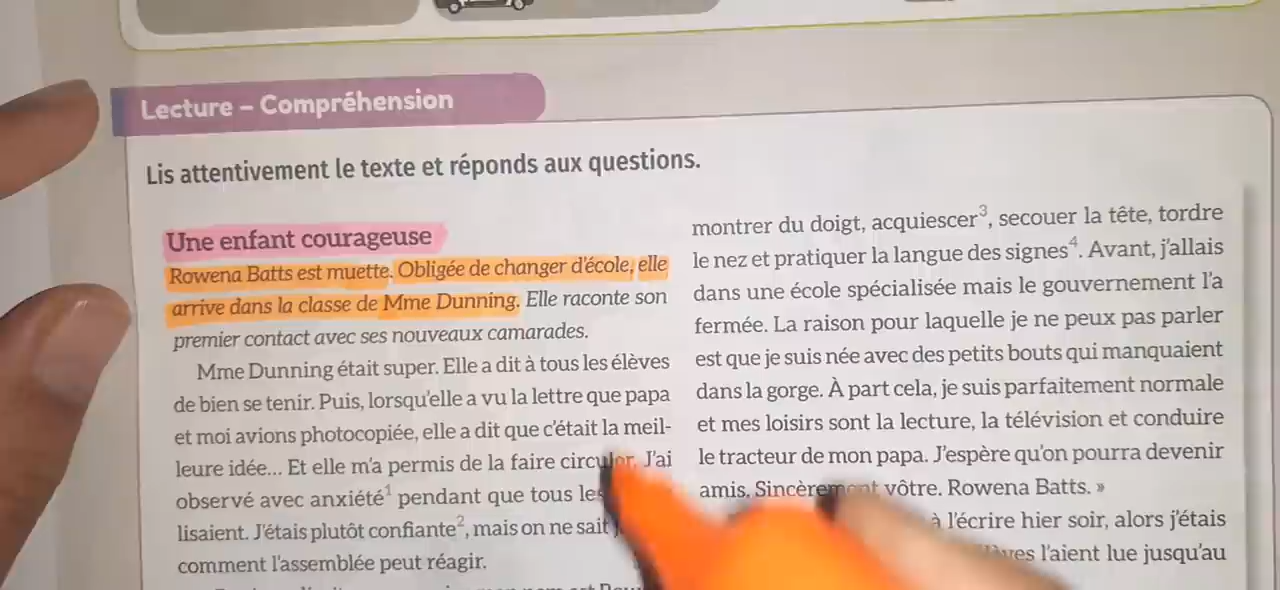 Lecture – Compréhension
Lis attentivement le texte et réponds aux questions.
Une enfant courageuse
Rowena Batts est muette. Obligée de changer d'école, elle
arrive dans la classe de Mme Dunning. Elle raconte son
premier contact avec ses nouveaux camarades.
Mme Dunning était super. Elle a dit à tous les élèves
de bien se tenir. Puis, lorsqu'elle a vu la lettre que papa
et moi avions photocopiée, elle a dit que c'était la meil-
leure idée... Et elle m'a permis de la faire circuler. J'ai
observé avec anxiété¹ pendant que tous les
lisaient. J'étais plutôt confiante², mais on ne sait
comment l'assemblée peut réagir.
montrer du doigt, acquiescer³, secouer la tête, tordre
le nez et pratiquer la langue des signes⁴. Avant, j'allais
dans une école spécialisée mais le gouvernement l'a
fermée. La raison pour laquelle je ne peux pas parler
est que je suis née avec des petits bouts qui manquaient
dans la gorge. À part cela, je suis parfaitement normale
et mes loisirs sont la lecture, la télévision et conduire
le tracteur de mon papa. J'espère qu'on pourra devenir
amis. Sincèrement vôtre. Rowena Batts. »
à l'écrire hier soir, alors j'étais
l'aient lue jusqu'au